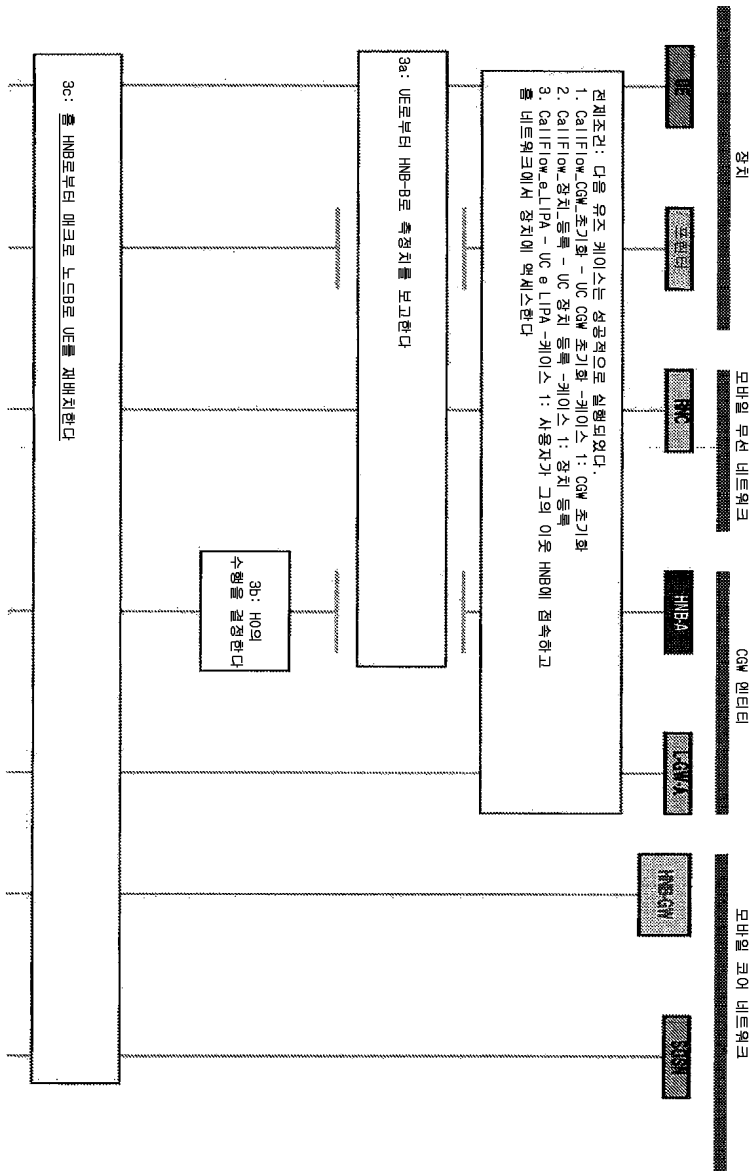 장치
모바일 무선 네트워크
CGW 엔티티
모바일 코어 네트워크
UE
프린터
RNC
HNB-A
L-GW-A
HNB-GW
SGSN
전제조건: 다음 유즈 케이스는 성공적으로 실행되었다.
1. CallFlow_CGW_초기화 - UC CGW 초기화 -케이스 1: CGW 초기화
2. CallFlow_장치_등록 - UC 장치 등록 -케이스 1: 장치 등록
3. CallFlow_e_LIPA - UC e LIPA -케이스 1: 사용자가 그의 이웃 HNB에 접속하고
홈 네트워크에서 장치에 액세스한다
3a: UE로부터 HNB-B로 측정치를 보고한다
3b: HO의
수행을 결정한다
3c: 홈 HNB로부터 매크로 노드B로 UE를 재배치한다